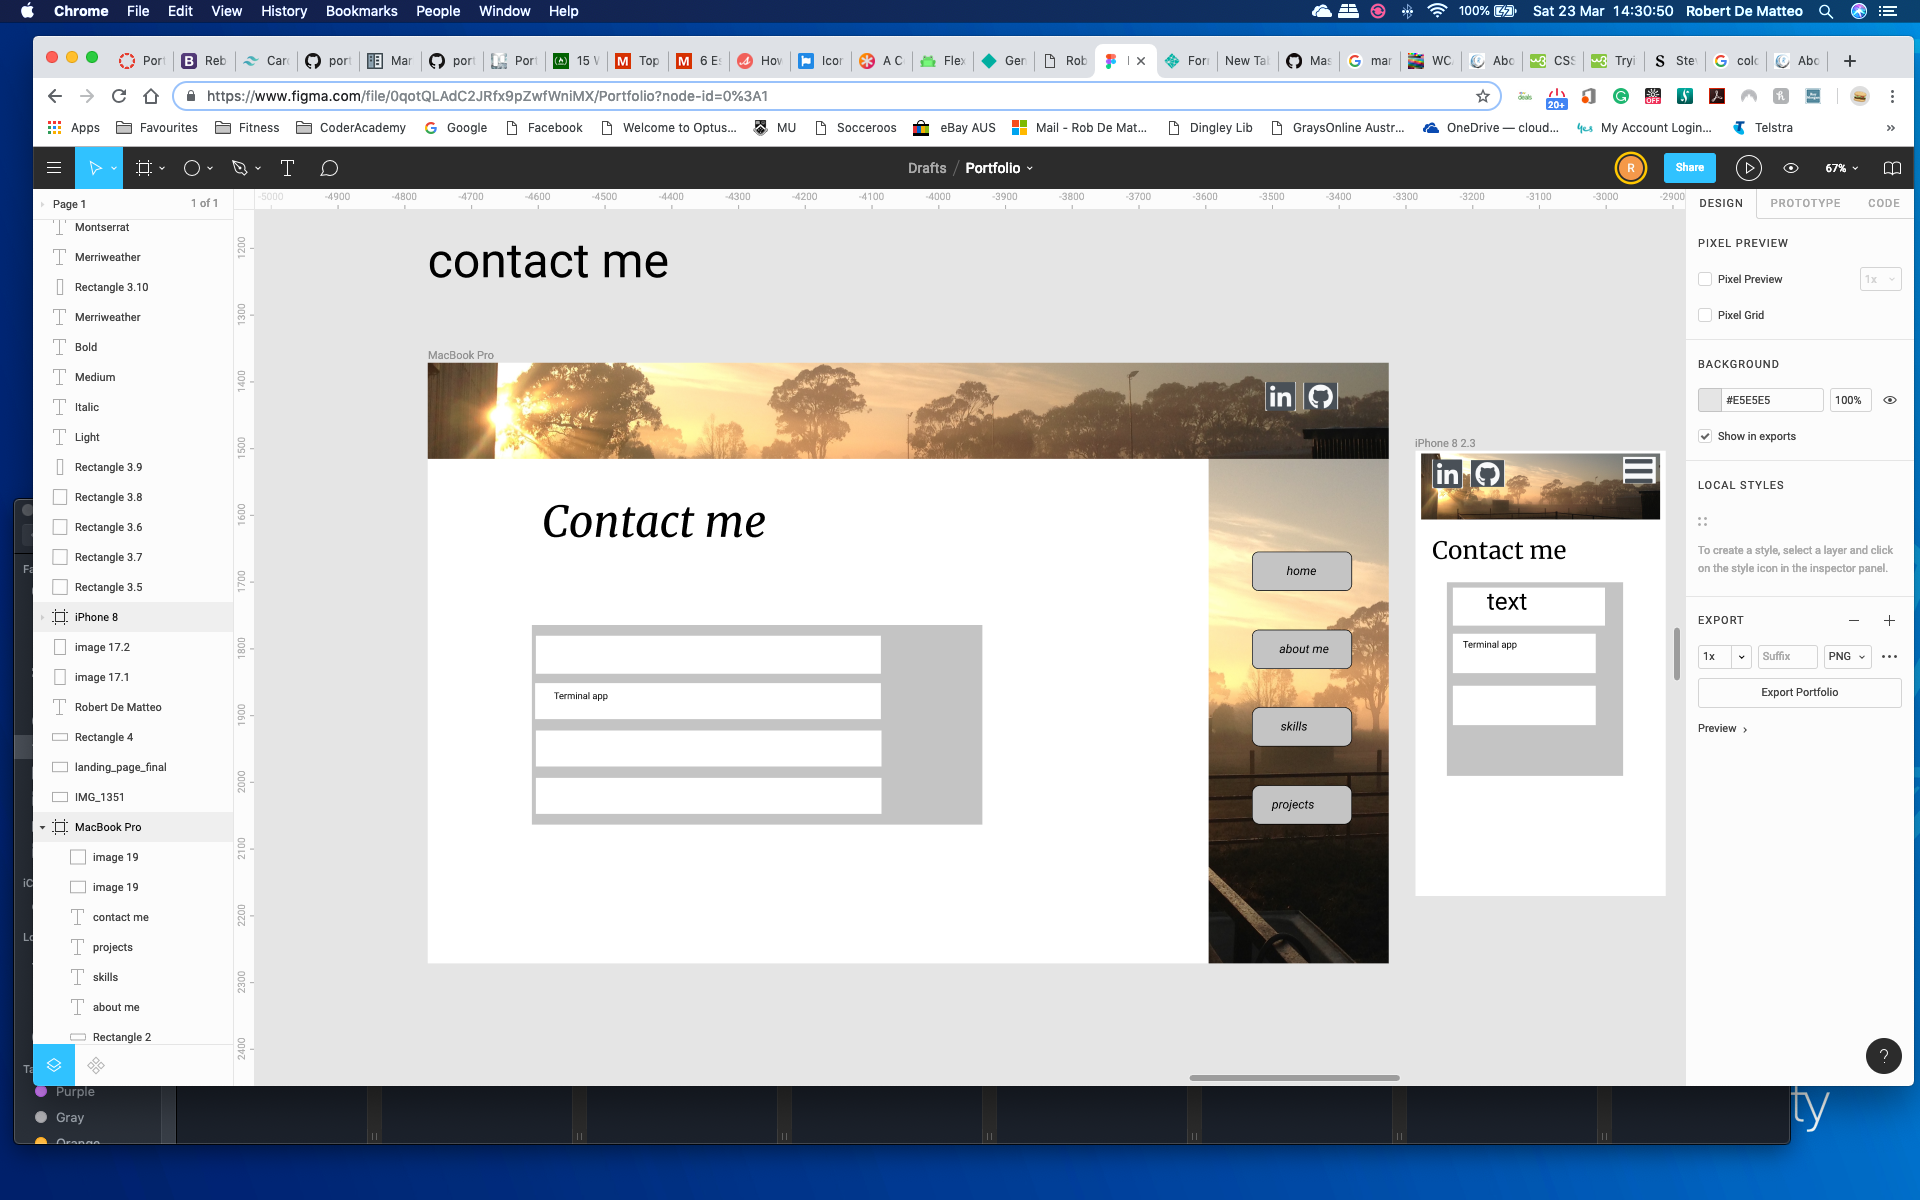 Chrome File Edit View History Bookmarks People Window Help
100% Sat 23 Mar 14:30:50 Robert De Matteo
Port Reb Card port Mar port Port 15 V Top 6 Es How Icon A C Flex Gen Rob New Tab Mas mar WC Abo CSS Tryi Stev colo Abo
https://www.figma.com/file/0qotQLAdC2JRfx9pZwfWniMX/Portfolio?node-id=0%3A1
20+ OFF
Apps Favourites Fitness CoderAcademy Google Facebook Welcome to Optus... MU Socceroos eBay AUS Mail - Rob De Mat... Dingley Lib GraysOnline Austr... OneDrive — cloud... My Account Login... Telstra »
Drafts / Portfolio R Share 67%
Page 1 1 of 1
-5000 -4900 -4800 -4700 -4600 -4500 -4400 -4300 -4200 -4100 -4000 -3900 -3800 -3700 -3600 -3500 -3400 -3300 -3200 -3100 -3000 -2900
1200
1300
1400
1500
1600
1700
1800
1900
2000
2100
2200
2300
2400
Montserrat
Merriweather
Rectangle 3.10
Merriweather
Bold
Medium
Italic
Light
Rectangle 3.9
Rectangle 3.8
Rectangle 3.6
Rectangle 3.7
Rectangle 3.5
iPhone 8
image 17.2
image 17.1
Robert De Matteo
Rectangle 4
landing_page_final
IMG_1351
MacBook Pro
image 19
image 19
contact me
projects
skills
about me
Rectangle 2
contact me
MacBook Pro
in
Contact me
Terminal app
home
about me
skills
projects
iPhone 8 2.3
in
Contact me
text
Terminal app
DESIGN PROTOTYPE CODE
PIXEL PREVIEW
Pixel Preview 1x
Pixel Grid
BACKGROUND
#E5E5E5 100%
Show in exports
LOCAL STYLES
To create a style, select a layer and click
on the style icon in the inspector panel.
EXPORT
1x Suffix PNG
Export Portfolio
Preview
?
Fa
iC
Lo
Ta
Purple
Gray
Orange
ty